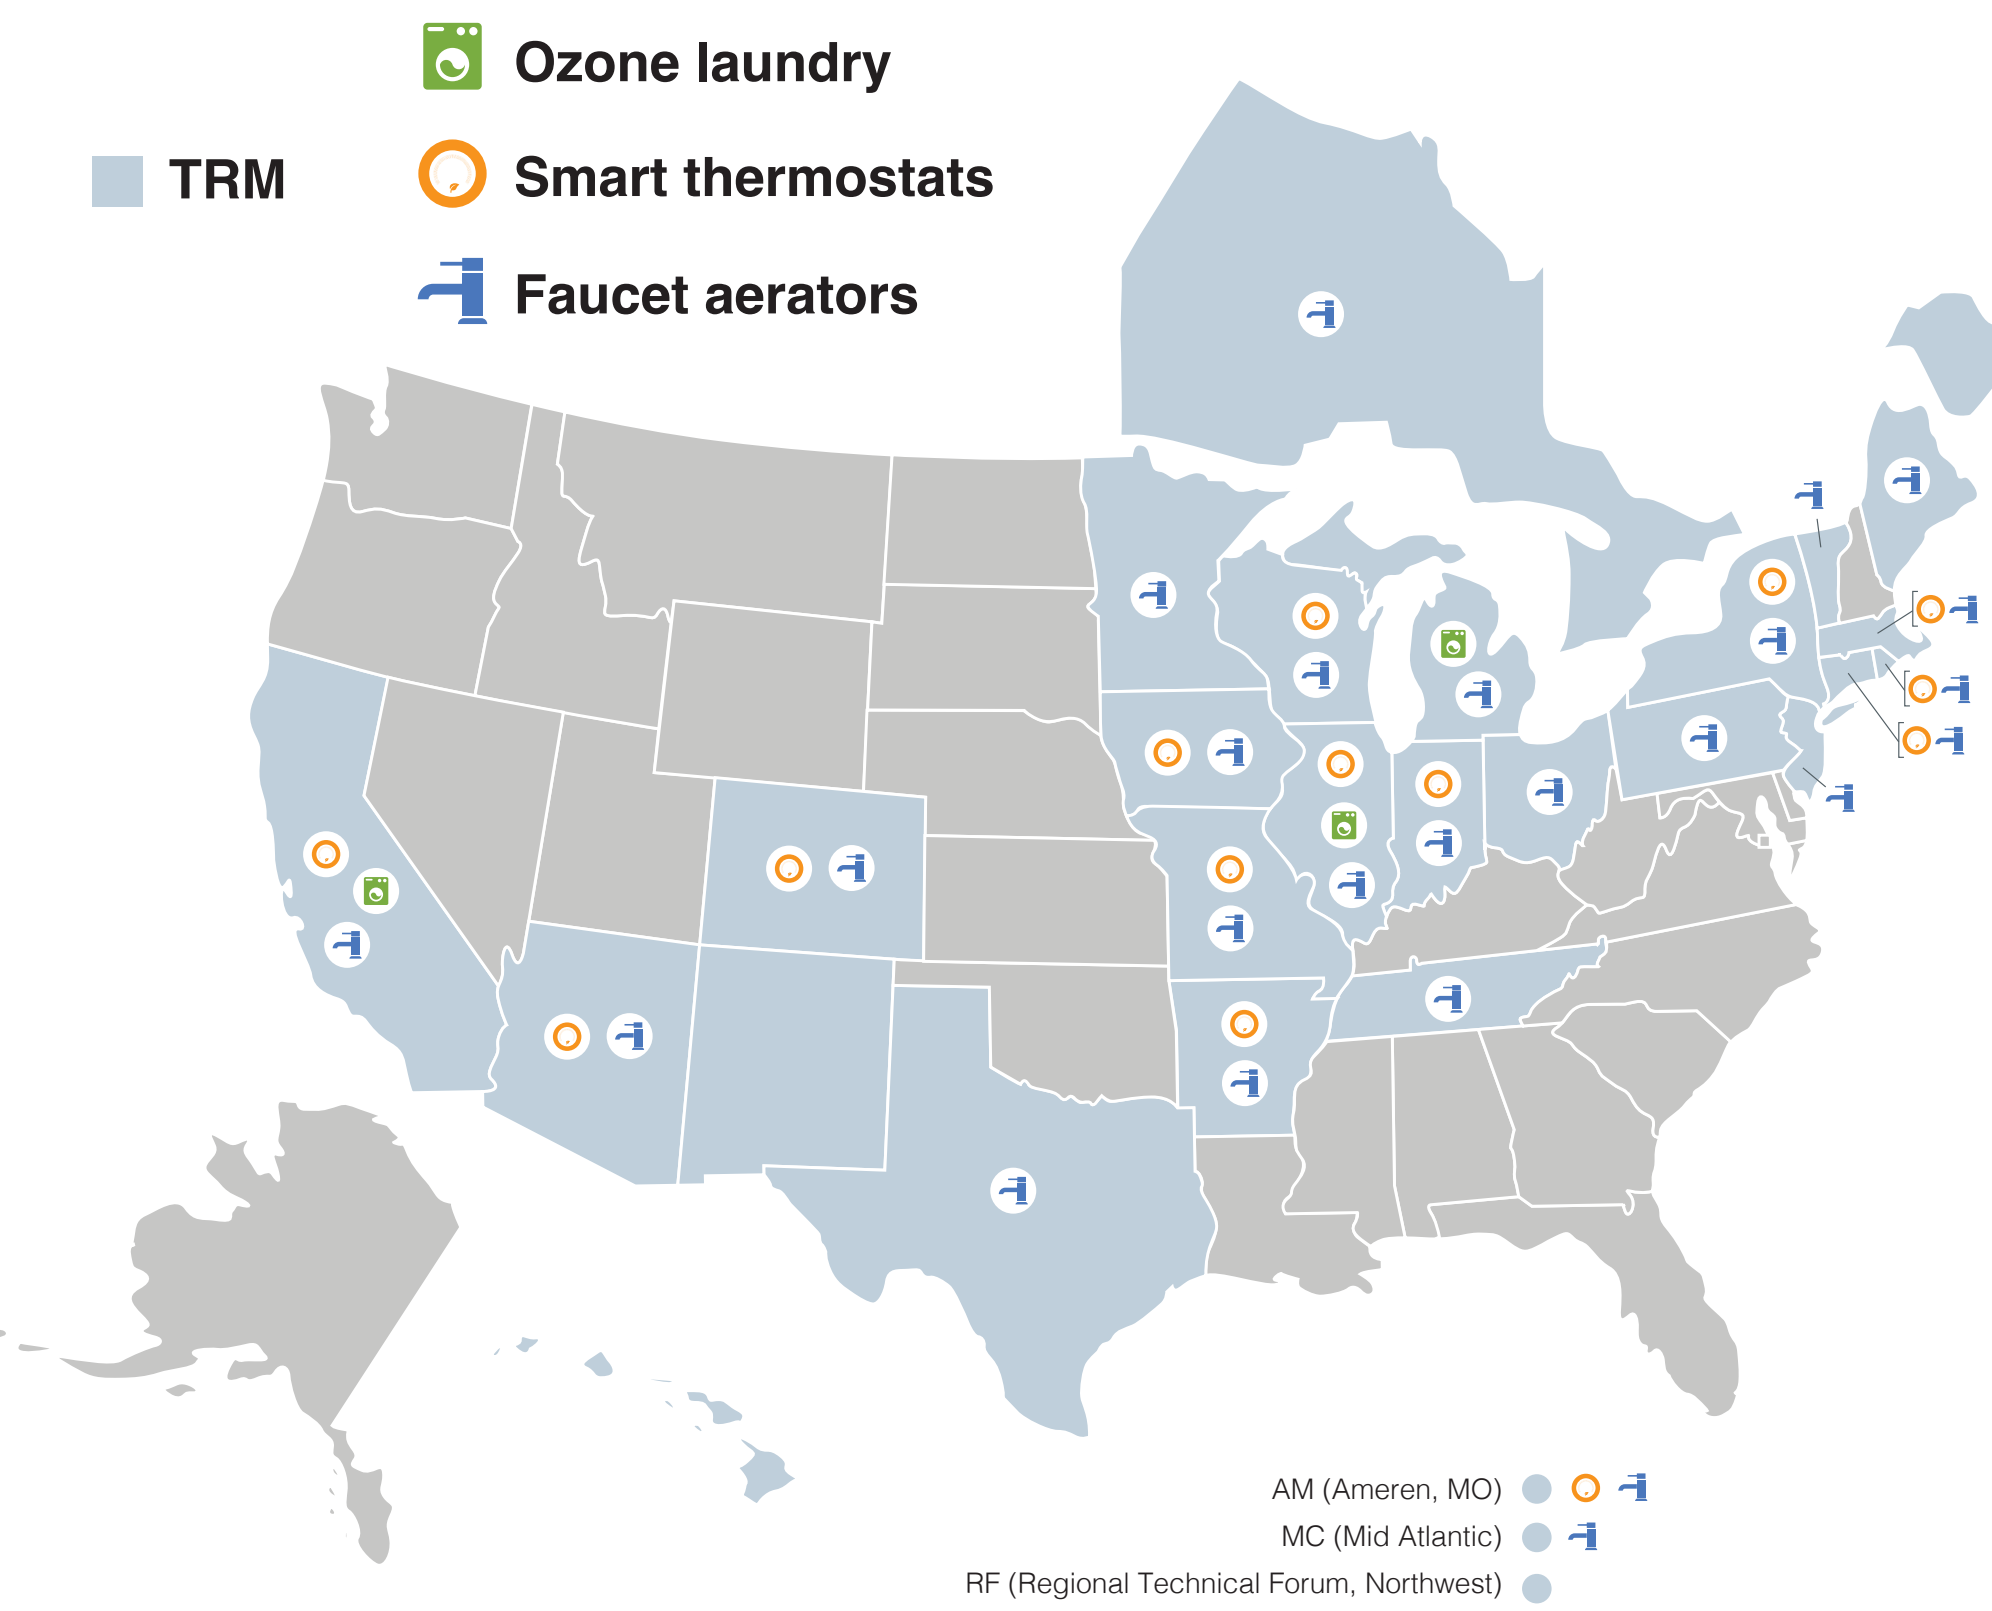 Ozone laundry
TRM
Smart thermostats
Faucet aerators
AM (Ameren, MO)
MC (Mid Atlantic)
RF (Regional Technical Forum, Northwest)